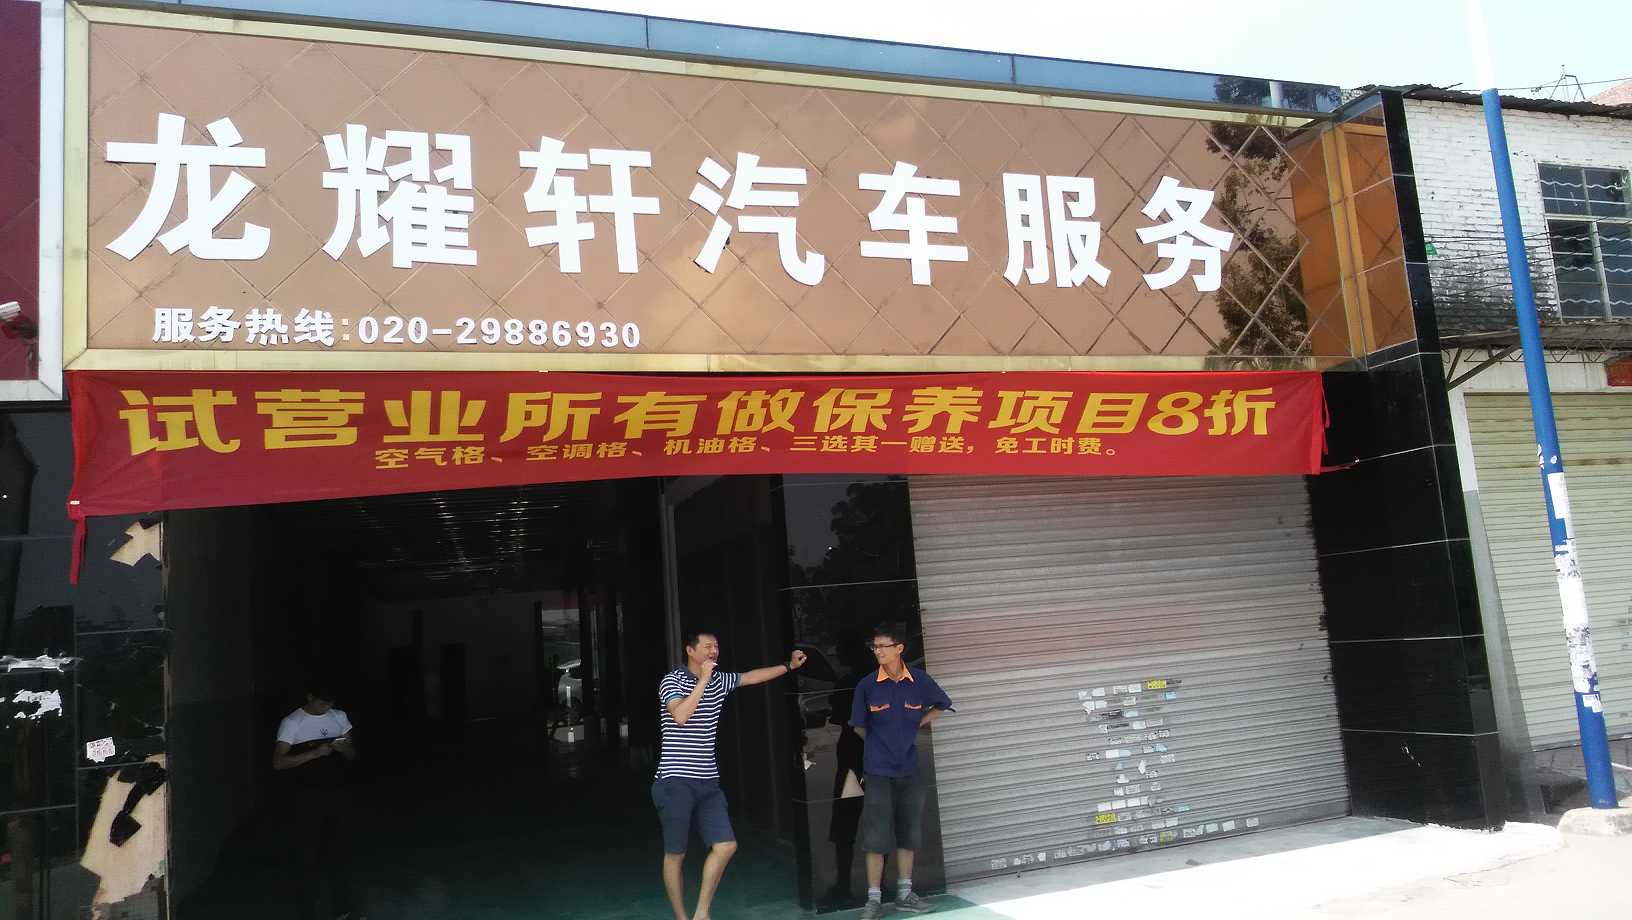 龙耀轩汽车服务
服务热线:020-29886930
试营业所有做保养项目8折
空气格、空调格、机油格、三选其一赠送，免工时费。